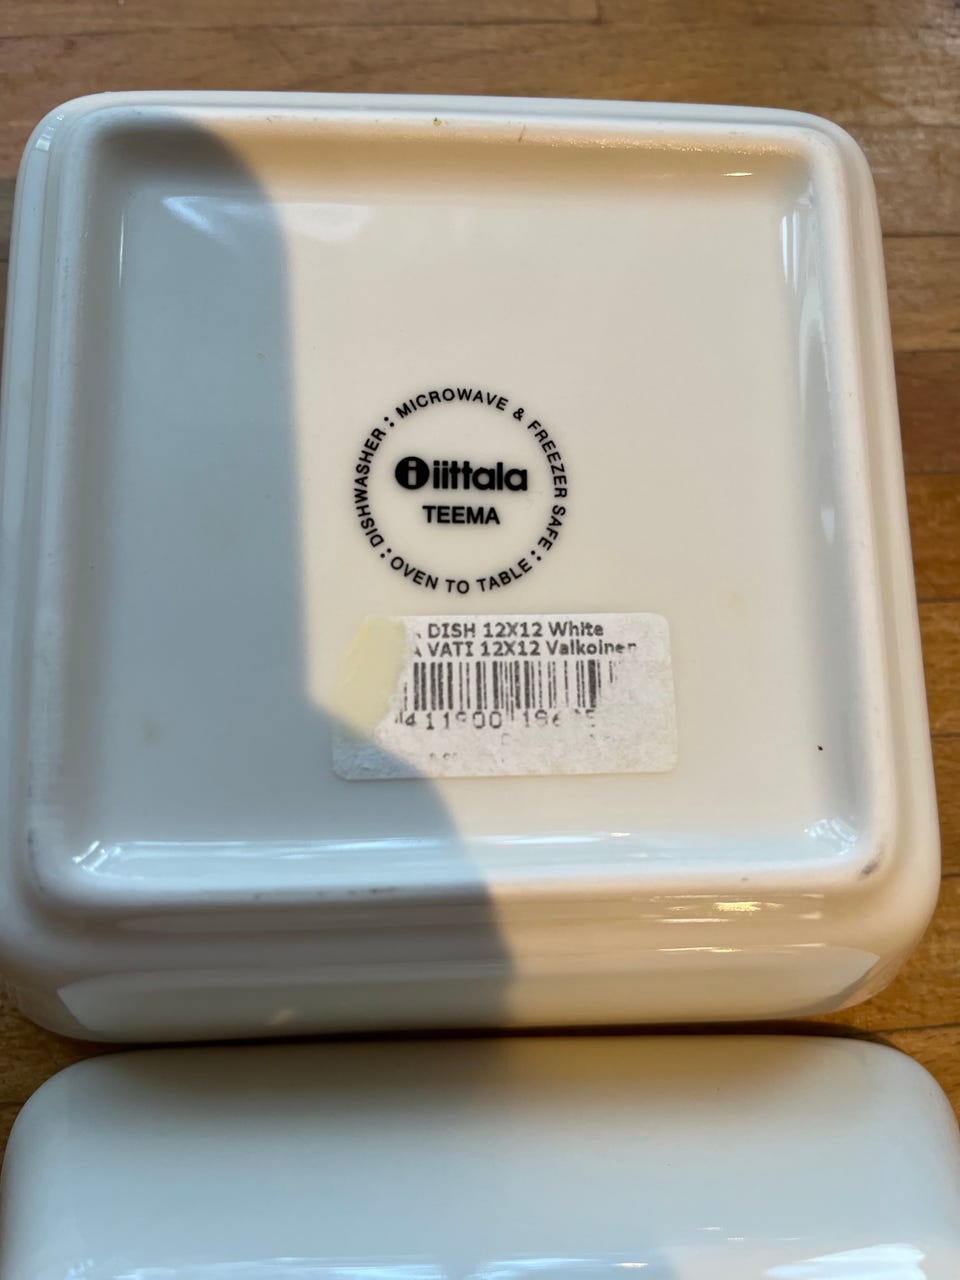 MICROWAVE & FREEZER SAFE : OVEN TO TABLE : DISHWASHER :
iittala
TEEMA
DISH 12X12 White
VATI 12X12 Valkoinen